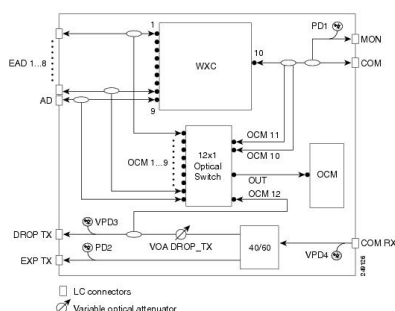 PD1
1
MON
10
COM
WXC
EAD 1...8
AD
9
OCM 11
12x1
Optical
Switch
OCM 10
OCM 1...9
OCM
OUT
OCM 12
VPD3
DROP TX
VOA DROP_TX
40/60
COM RX
PD2
EXP TX
VPD4
249126
LC connectors
Variable optical attenuator